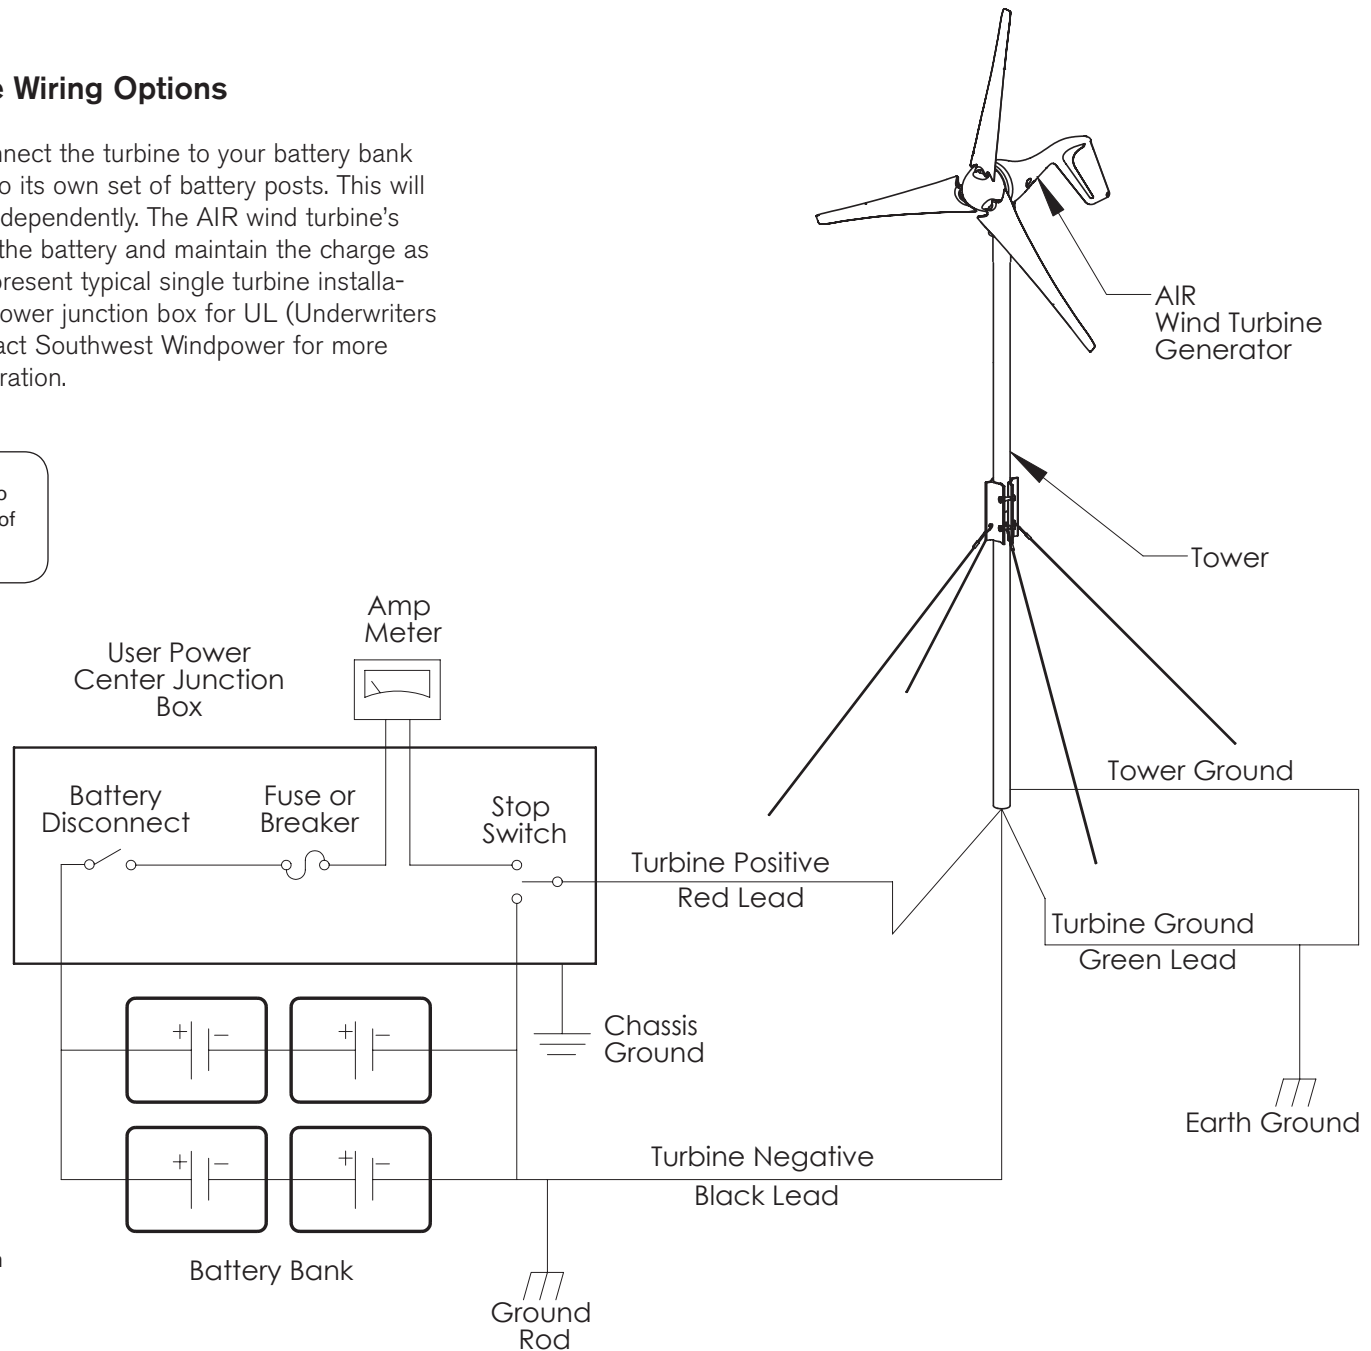 Wiring Options
nnect the turbine to your battery bank
o its own set of battery posts. This will
dependently. The AIR wind turbine's
the battery and maintain the charge as
present typical single turbine installa-
ower junction box for UL (Underwriters
act Southwest Windpower for more
ration.
o
of
AIR
Wind Turbine
Generator
Tower
Amp
Meter
User Power
Center Junction
Box
Battery
Disconnect
Fuse or
Breaker
Stop
Switch
Tower Ground
Turbine Positive
Red Lead
Turbine Ground
Green Lead
Chassis
Ground
+ −
+ −
Earth Ground
+ −
+ −
Turbine Negative
Black Lead
Battery Bank
Ground
Rod